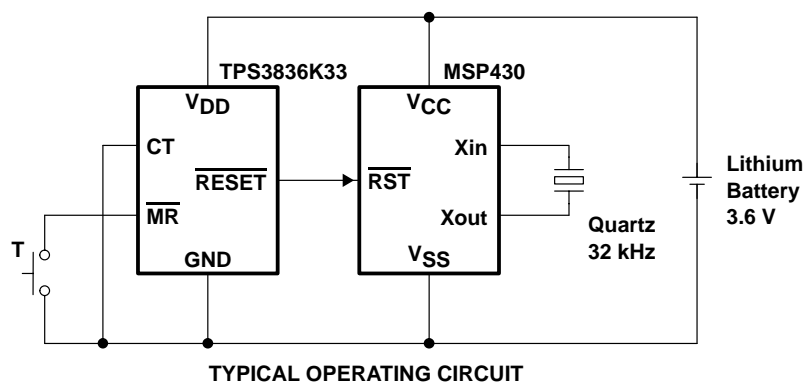 TPS3836K33
MSP430
VDD
CT
RESET
MR
GND
T
VCC
Xin
RST
Xout
VSS
Quartz
32 kHz
Lithium
Battery
3.6 V
TYPICAL OPERATING CIRCUIT